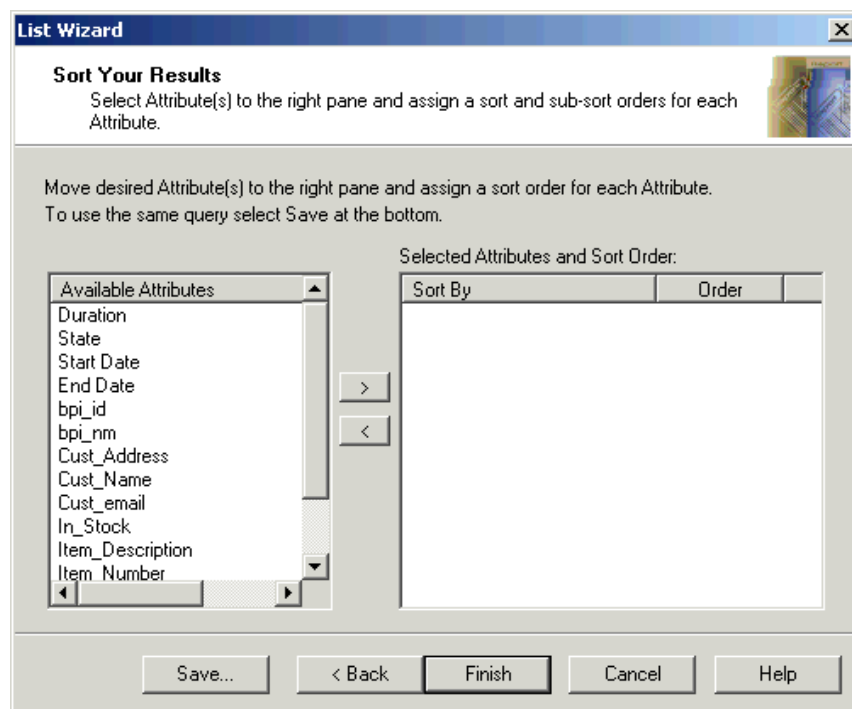 List Wizard
Sort Your Results
Select Attribute(s) to the right pane and assign a sort and sub-sort orders for each
Attribute.
Move desired Attribute(s) to the right pane and assign a sort order for each Attribute.
To use the same query select Save at the bottom.
Selected Attributes and Sort Order:
Available Attributes
Duration
State
Start Date
End Date
bpi_id
bpi_nm
Cust_Address
Cust_Name
Cust_email
In_Stock
Item_Description
Item_Number
>
<
Sort By Order
Save... < Back Finish Cancel Help